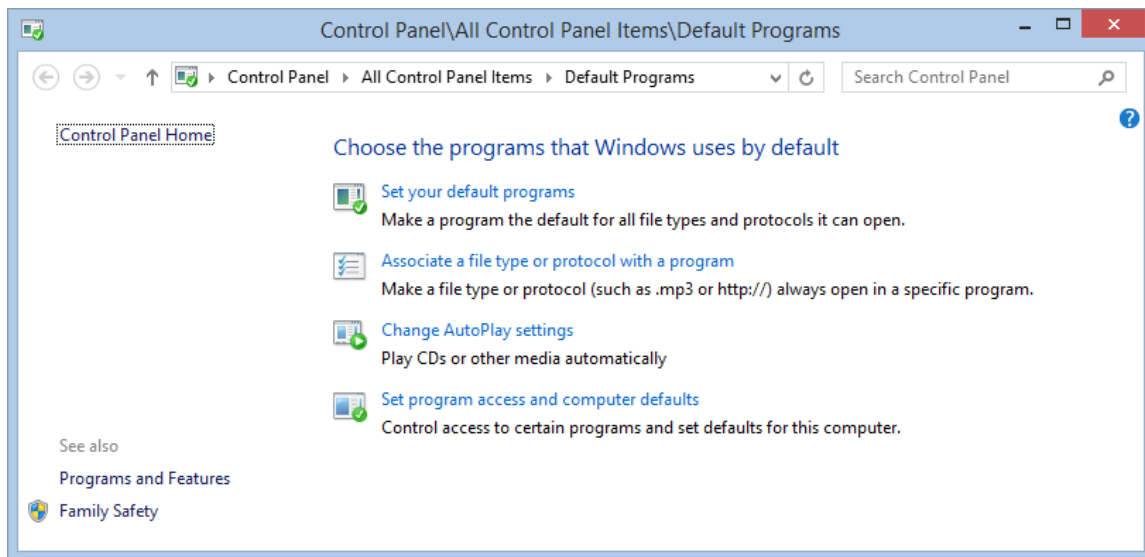 Control Panel\All Control Panel Items\Default Programs
Control Panel All Control Panel Items Default Programs Search Control Panel
Control Panel Home
Choose the programs that Windows uses by default
Set your default programs
Make a program the default for all file types and protocols it can open.
Associate a file type or protocol with a program
Make a file type or protocol (such as .mp3 or http://) always open in a specific program.
Change AutoPlay settings
Play CDs or other media automatically
Set program access and computer defaults
Control access to certain programs and set defaults for this computer.
See also
Programs and Features
Family Safety